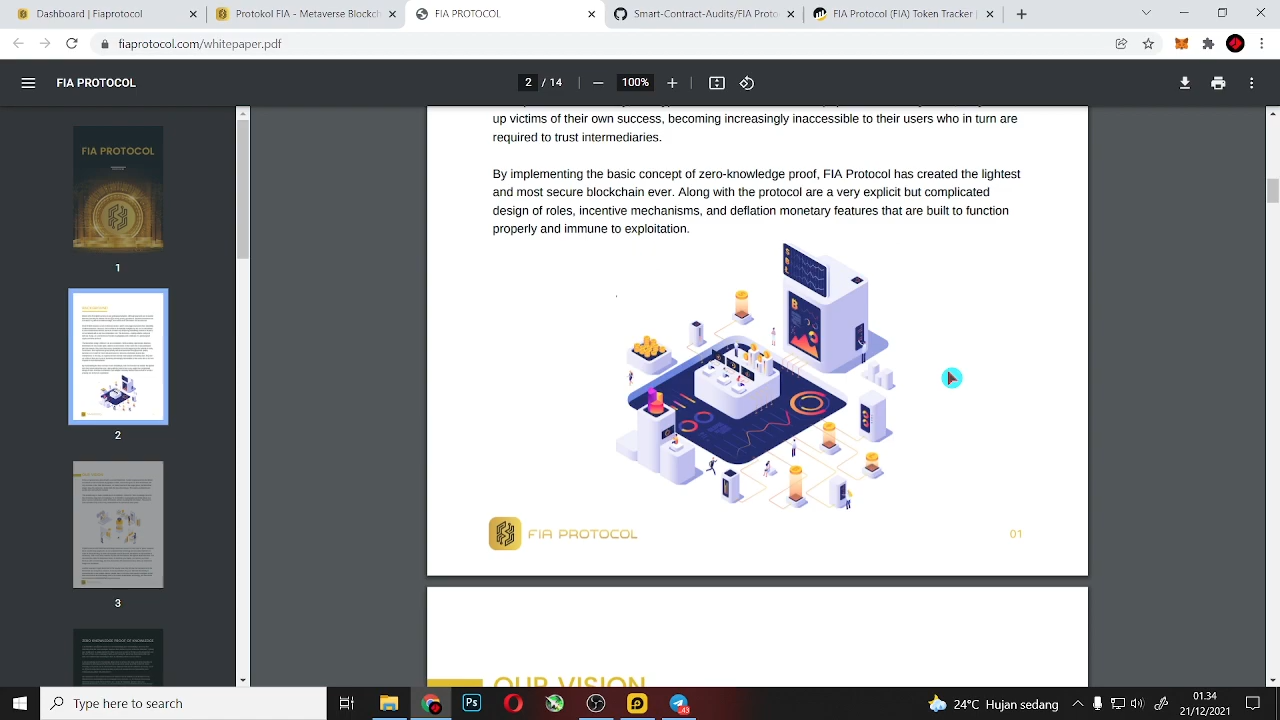 Dashboard | Blockchain F
Protokol FIA - Metaverse Blockch
FIA PROTOCOL
Smart-Contract-Audits/FIA Proto
FIA Protocol (FIA) Token Tracker |
fiaprotocol.com/whitepaper.pdf
FIA PROTOCOL
2 / 14
100%
FIA PROTOCOL
1
2
3
up victims of their own success, becoming increasingly inaccessible to their users who in turn are
required to trust intermediaries.
By implementing the basic concept of zero-knowledge proof, FIA Protocol has created the lightest
and most secure blockchain ever. Along with the protocol are a very explicit but complicated
design of roles, incentive mechanisms, and deflation monetary features that are built to function
properly and immune to exploitation.
FIA PROTOCOL
01
OUR VISION
Type here to search
Ps
43
24°C Hujan sedang
01.34
21/12/2021